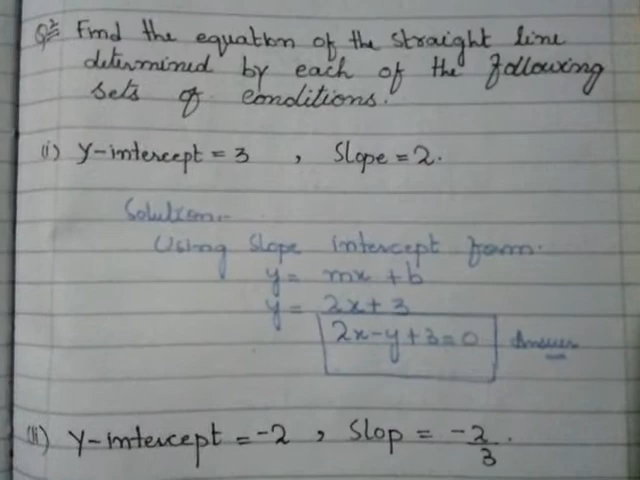 Q2 Find the equation of the straight line
determined by each of the following
sets of conditions.
(i) y-intercept = 3 , Slope = 2.
Solution:-
Using Slope intercept form.
y = mx + b
y = 2x + 3
2x - y + 3 = 0 Answer
(ii) y-intercept = -2 , Slop = -2/3.